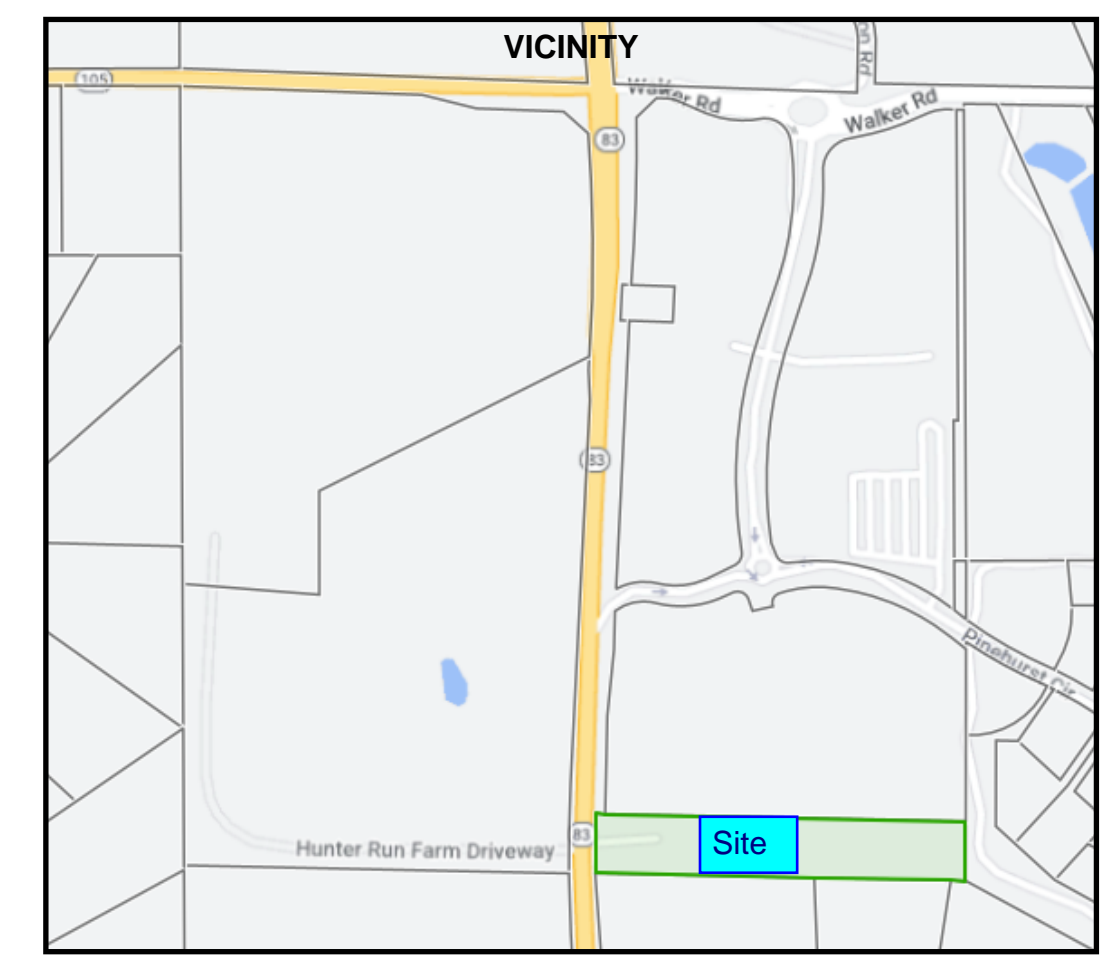 VICINITY
105
Walker Rd
Walker Rd
83
83
Pinehurst Cir
83
Hunter Run Farm Driveway
Site